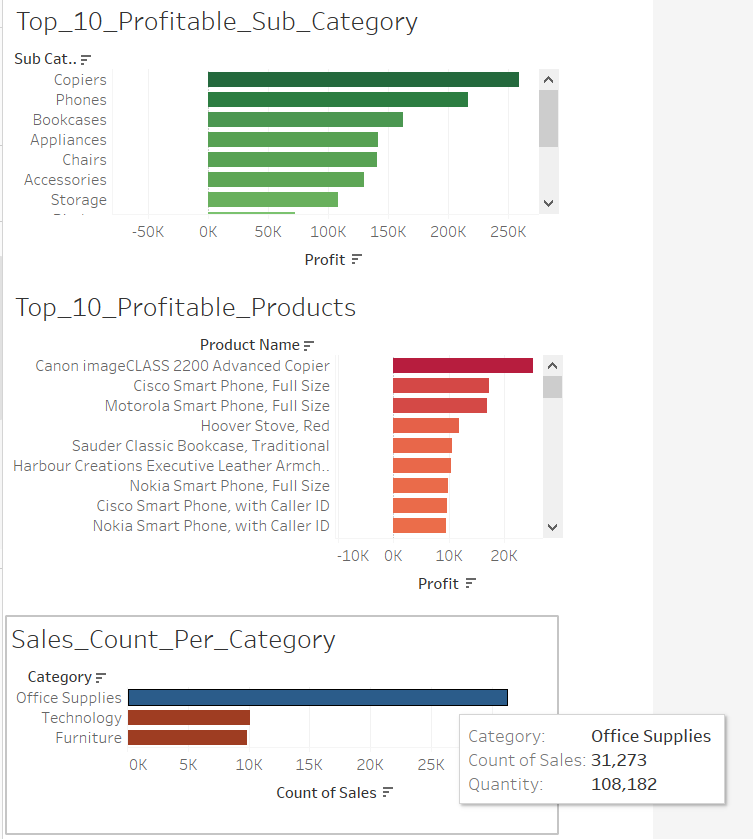 Top_10_Profitable_Sub_Category
Sub Cat..
Copiers
Phones
Bookcases
Appliances
Chairs
Accessories
Storage
-50K 0K 50K 100K 150K 200K 250K
Profit
Top_10_Profitable_Products
Product Name
Canon imageCLASS 2200 Advanced Copier
Cisco Smart Phone, Full Size
Motorola Smart Phone, Full Size
Hoover Stove, Red
Sauder Classic Bookcase, Traditional
Harbour Creations Executive Leather Armch..
Nokia Smart Phone, Full Size
Cisco Smart Phone, with Caller ID
Nokia Smart Phone, with Caller ID
-10K 0K 10K 20K
Profit
Sales_Count_Per_Category
Category
Office Supplies
Technology
Furniture
0K 5K 10K 15K 20K 25K
Count of Sales
Category: Office Supplies
Count of Sales: 31,273
Quantity: 108,182